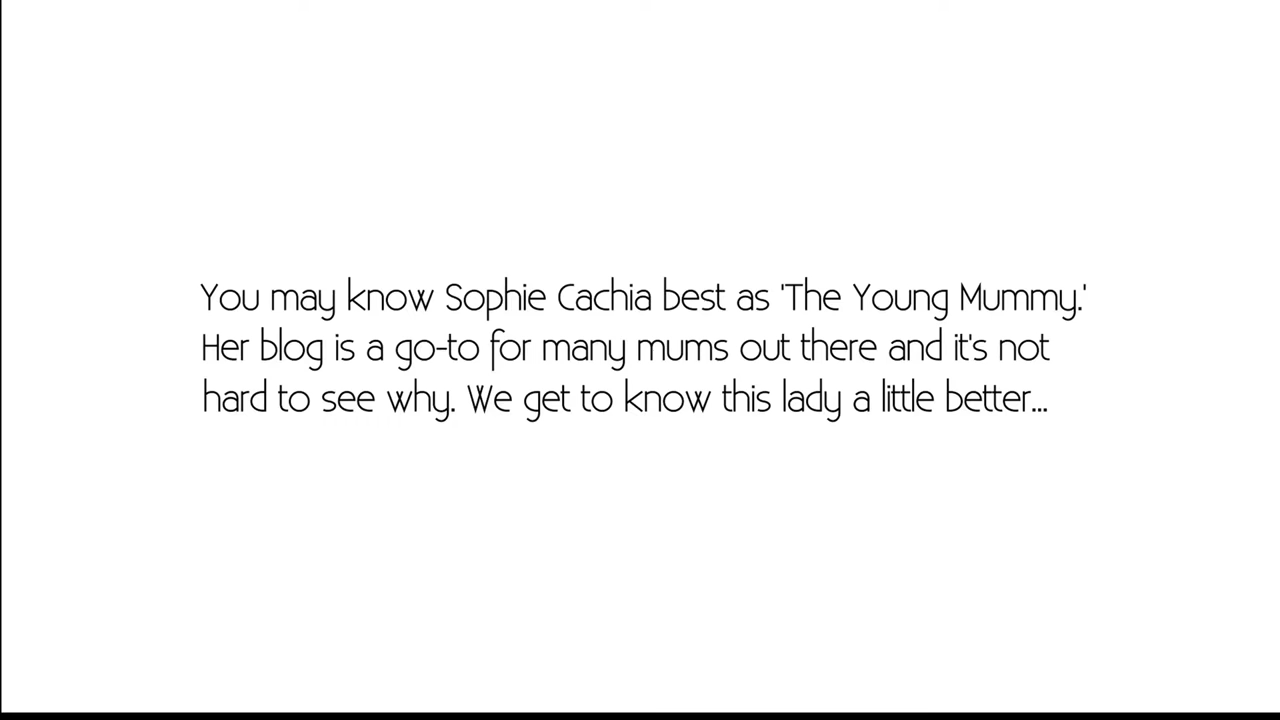 You may know Sophie Cachia best as 'The Young Mummy.'
Her blog is a go-to for many mums out there and it's not
hard to see why. We get to know this lady a little better...